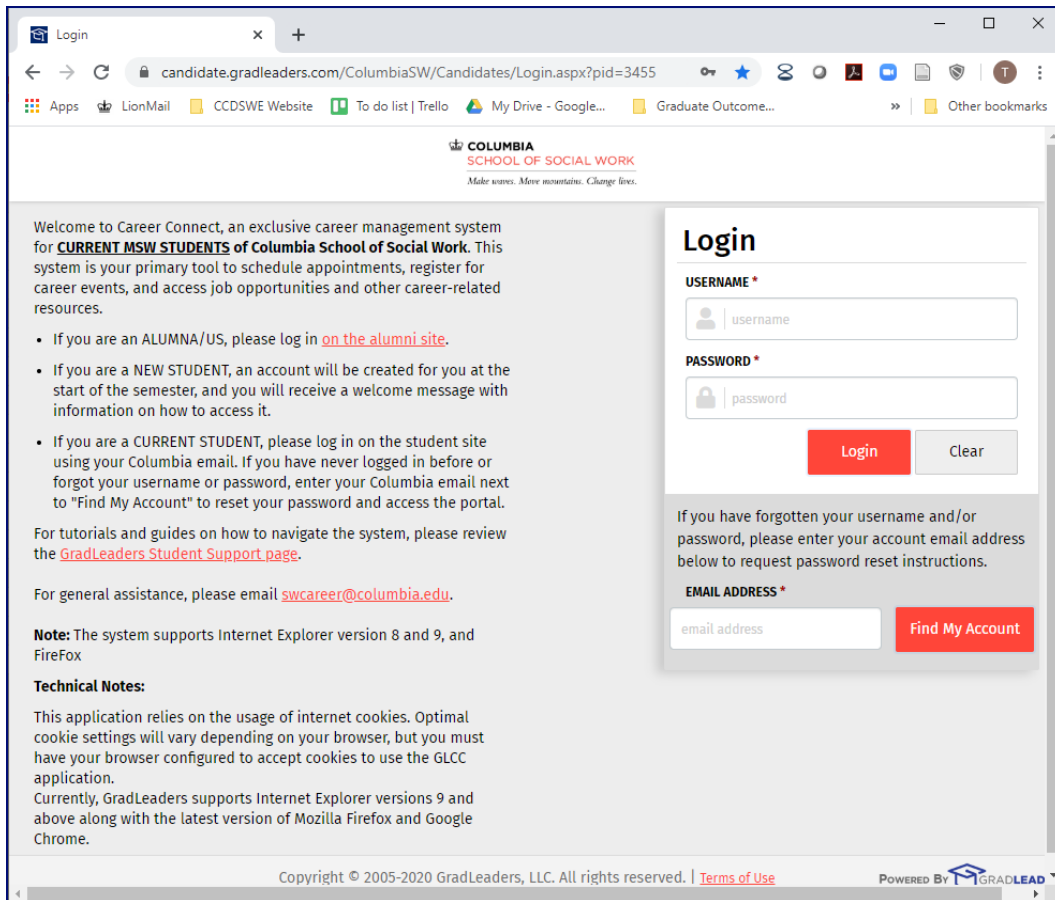 Login
candidate.gradleaders.com/ColumbiaSW/Candidates/Login.aspx?pid=3455
T
Apps LionMail CCDSWE Website To do list | Trello My Drive - Google... Graduate Outcome... » Other bookmarks
COLUMBIA
SCHOOL OF SOCIAL WORK
Make waves. Move mountains. Change lives.
Welcome to Career Connect, an exclusive career management system
for CURRENT MSW STUDENTS of Columbia School of Social Work. This
system is your primary tool to schedule appointments, register for
career events, and access job opportunities and other career-related
resources.
• If you are an ALUMNA/US, please log in on the alumni site.
• If you are a NEW STUDENT, an account will be created for you at the
start of the semester, and you will receive a welcome message with
information on how to access it.
• If you are a CURRENT STUDENT, please log in on the student site
using your Columbia email. If you have never logged in before or
forgot your username or password, enter your Columbia email next
to "Find My Account" to reset your password and access the portal.
For tutorials and guides on how to navigate the system, please review
the GradLeaders Student Support page.
For general assistance, please email swcareer@columbia.edu.
Note: The system supports Internet Explorer version 8 and 9, and
FireFox
Technical Notes:
This application relies on the usage of internet cookies. Optimal
cookie settings will vary depending on your browser, but you must
have your browser configured to accept cookies to use the GLCC
application.
Currently, GradLeaders supports Internet Explorer versions 9 and
above along with the latest version of Mozilla Firefox and Google
Chrome.
Login
USERNAME *
username
PASSWORD *
password
Login Clear
If you have forgotten your username and/or
password, please enter your account email address
below to request password reset instructions.
EMAIL ADDRESS *
email address Find My Account
Copyright © 2005-2020 GradLeaders, LLC. All rights reserved. | Terms of Use
POWERED BY GRADLEAD